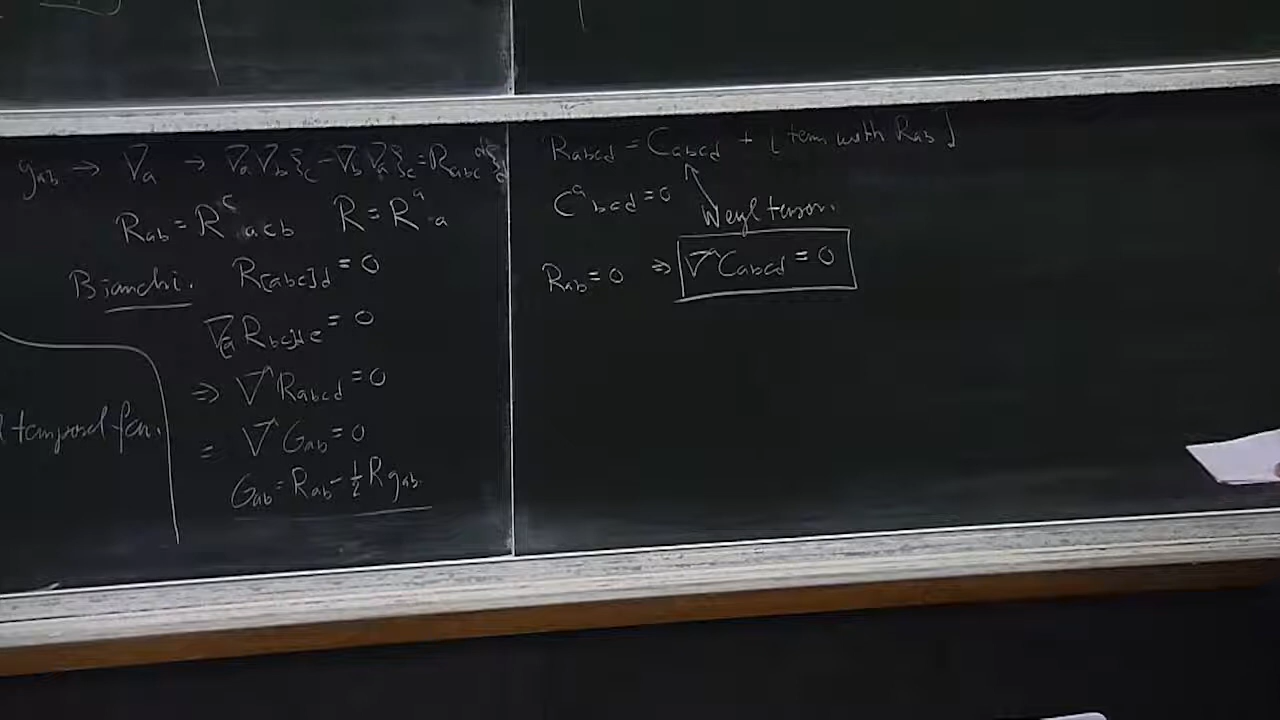 g_ab → ∇_a → ∇_a ∇_b ξ_c − ∇_b ∇_a ξ_c = R_abc^d ξ_d
R_ab = R^c_acb R = R^a_a
Bianchi. R_[abc]d = 0
∇_[a R_bc]de = 0
⇒ ∇^a R_abcd = 0
= ∇^a G_ab = 0
G_ab = R_ab − 1/2 R g_ab.
temporal fcn.
R_abcd = C_abcd + [term with R_ab]
C^a_bcd = 0
Weyl tensor.
R_ab = 0 ⇒ ∇^a C_abcd = 0